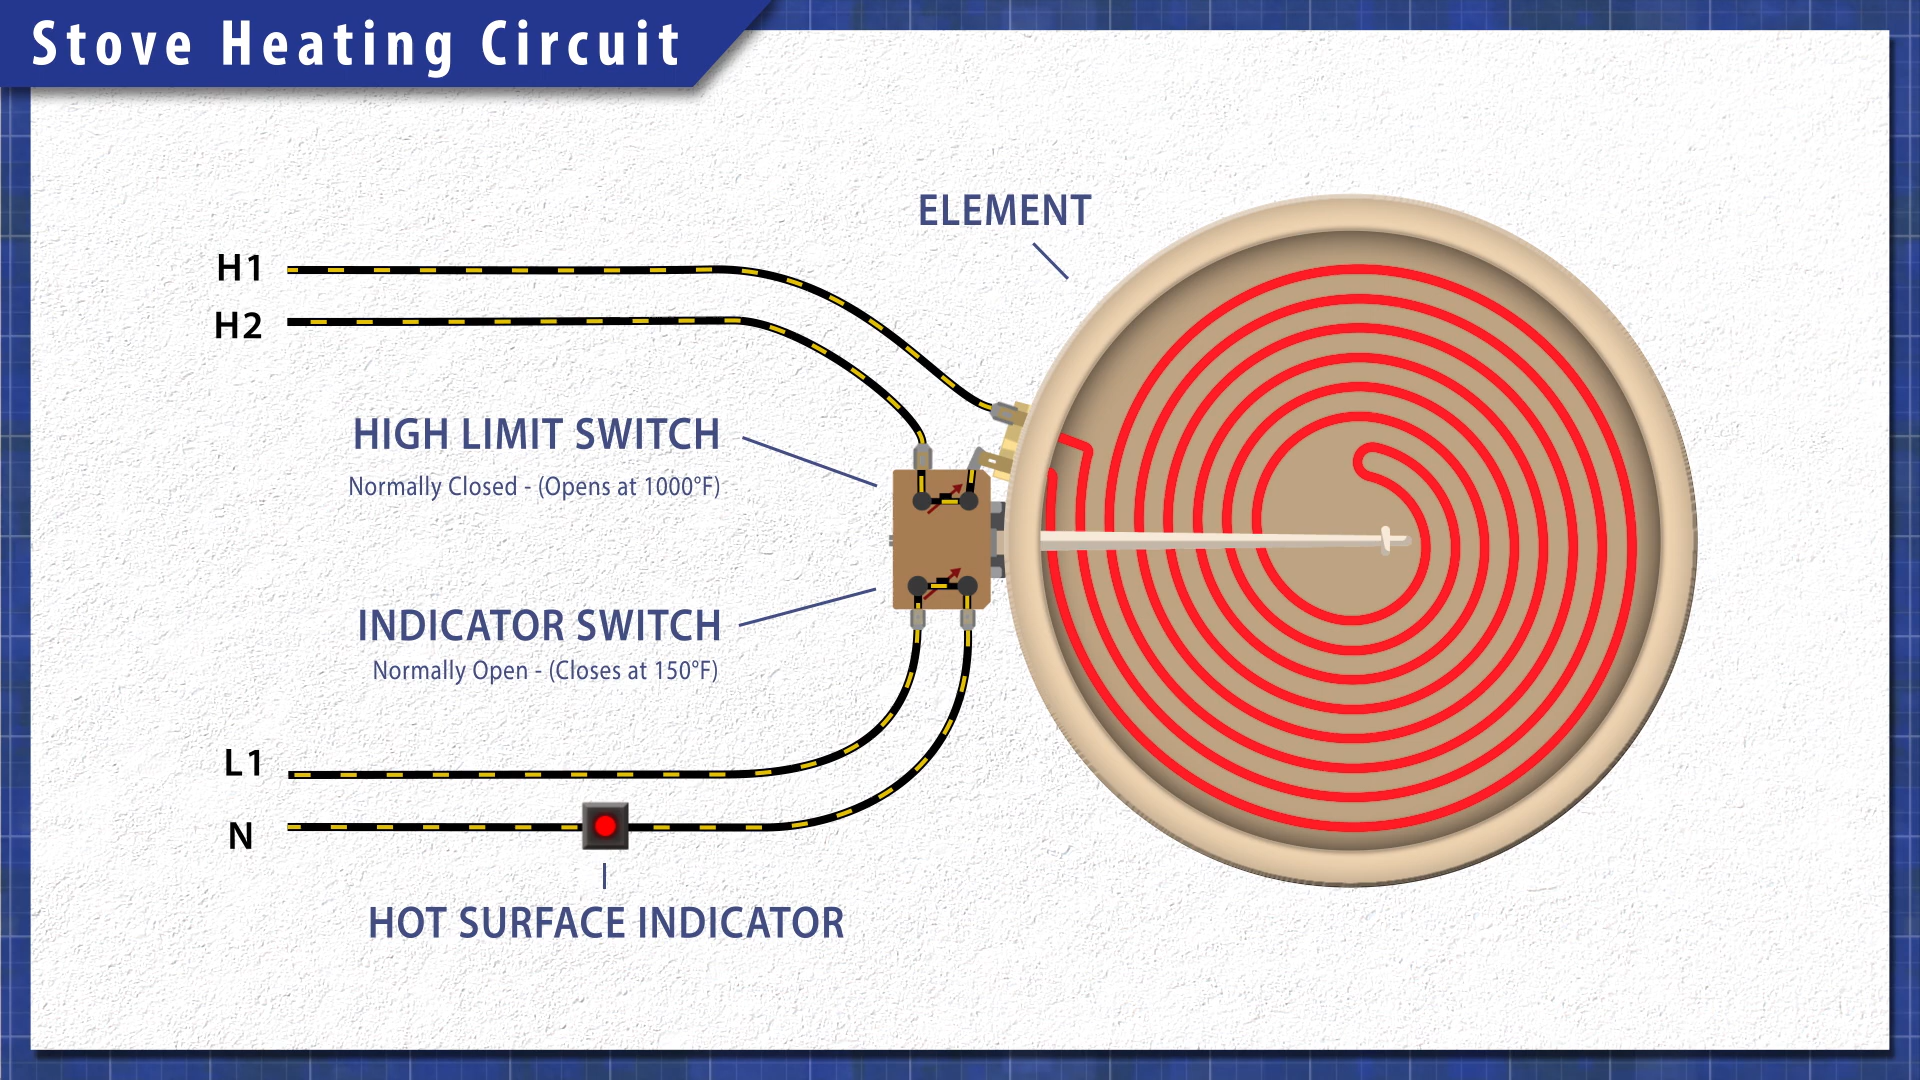 Stove Heating Circuit
ELEMENT
H1
H2
HIGH LIMIT SWITCH
Normally Closed - (Opens at 1000°F)
INDICATOR SWITCH
Normally Open - (Closes at 150°F)
L1
N
HOT SURFACE INDICATOR